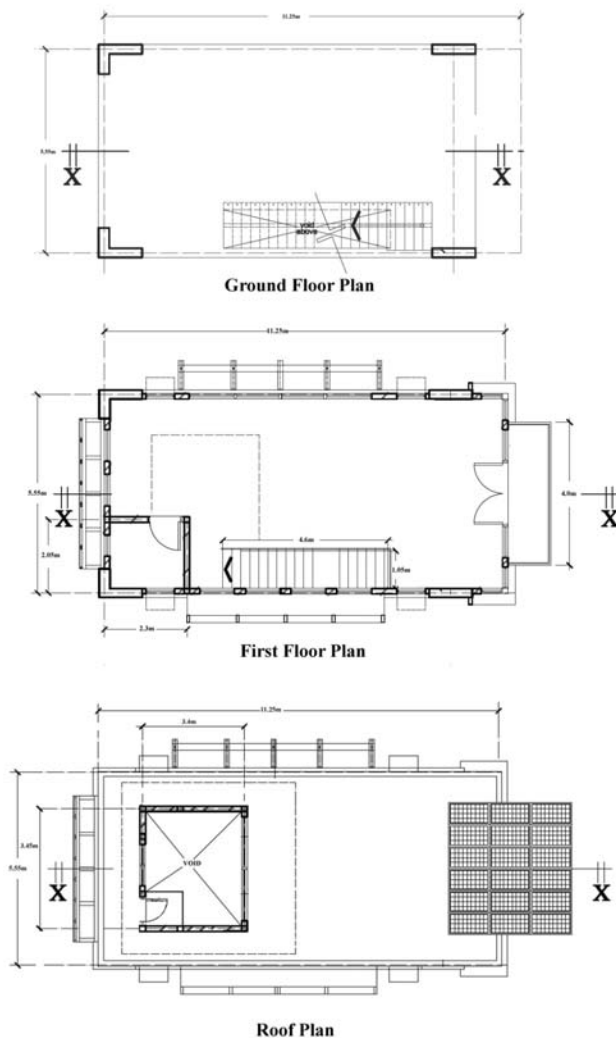 11.25m
5.55m
X
X
void
above
Ground Floor Plan
11.25m
5.55m
X
2.05m
4.6m
1.05m
4.0m
X
2.3m
First Floor Plan
11.25m
3.4m
5.55m
3.45m
VOID
X
X
Roof Plan